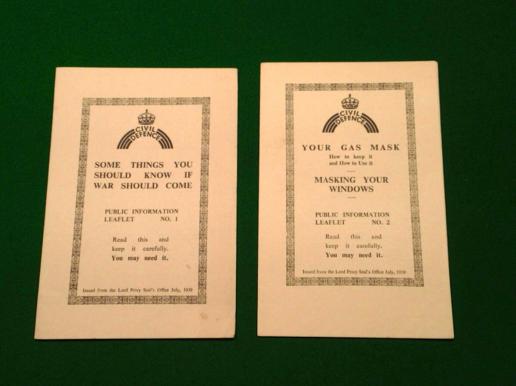 CIVIL
DEFENCE
SOME THINGS YOU
SHOULD KNOW IF
WAR SHOULD COME
PUBLIC INFORMATION
LEAFLET NO. 1
Read this and
keep it carefully.
You may need it.
Issued from the Lord Privy Seal's Office July, 1939
CIVIL
DEFENCE
YOUR GAS MASK
How to keep it
and How to Use it
MASKING YOUR
WINDOWS
PUBLIC INFORMATION
LEAFLET NO. 2
Read this and
keep it carefully.
You may need it.
Issued from the Lord Privy Seal's Office July, 1939